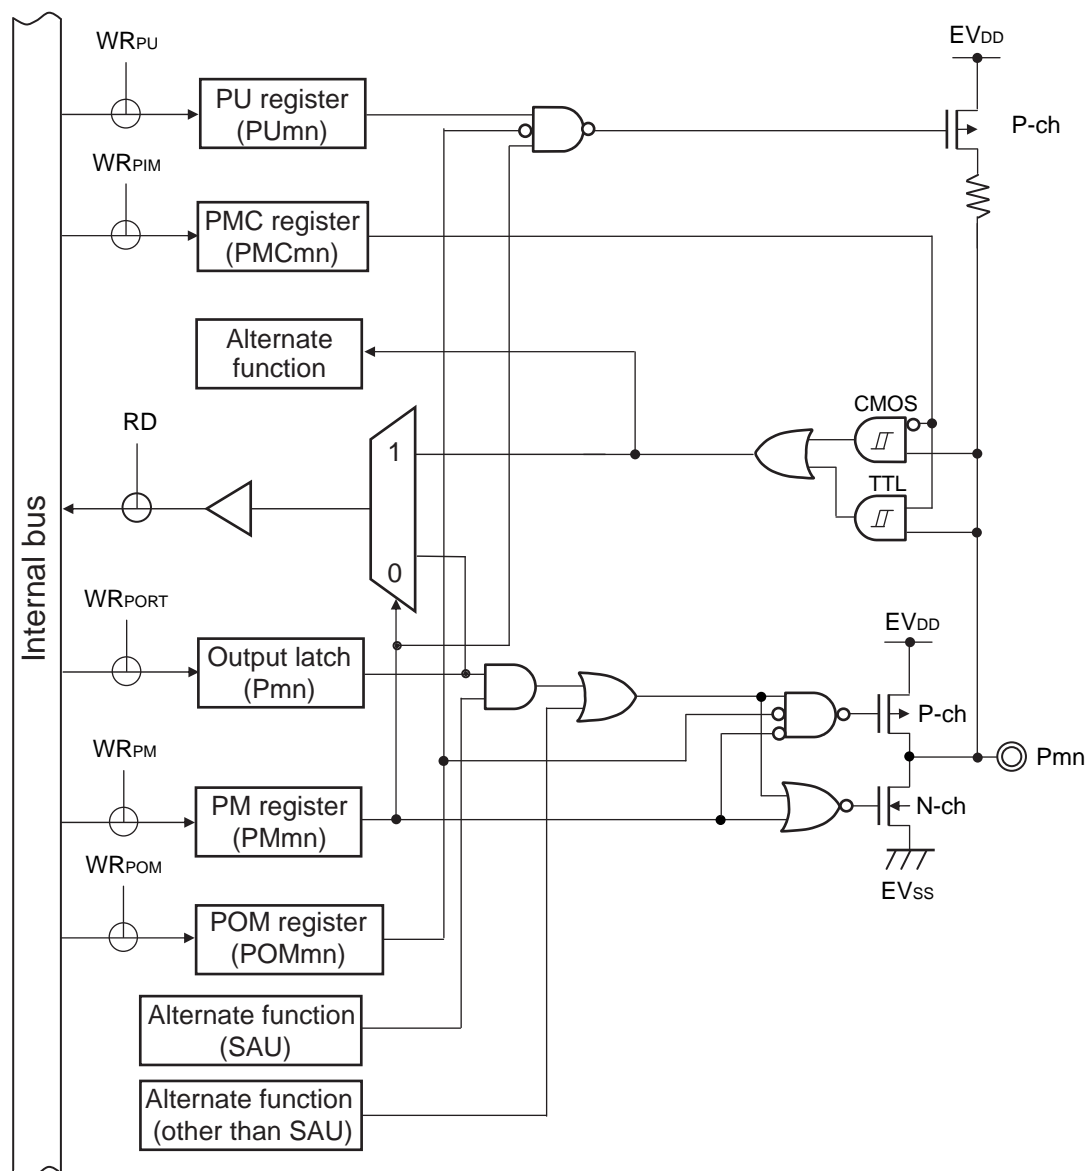 WRPU
EVDD
PU register
(PUmn)
P-ch
WRPIM
PMC register
(PMCmn)
Alternate
function
CMOS
RD
1
TTL
Internal bus
0
WRPORT
EVDD
Output latch
(Pmn)
P-ch
WRPM
Pmn
PM register
(PMmn)
N-ch
WRPOM
EVSS
POM register
(POMmn)
Alternate function
(SAU)
Alternate function
(other than SAU)